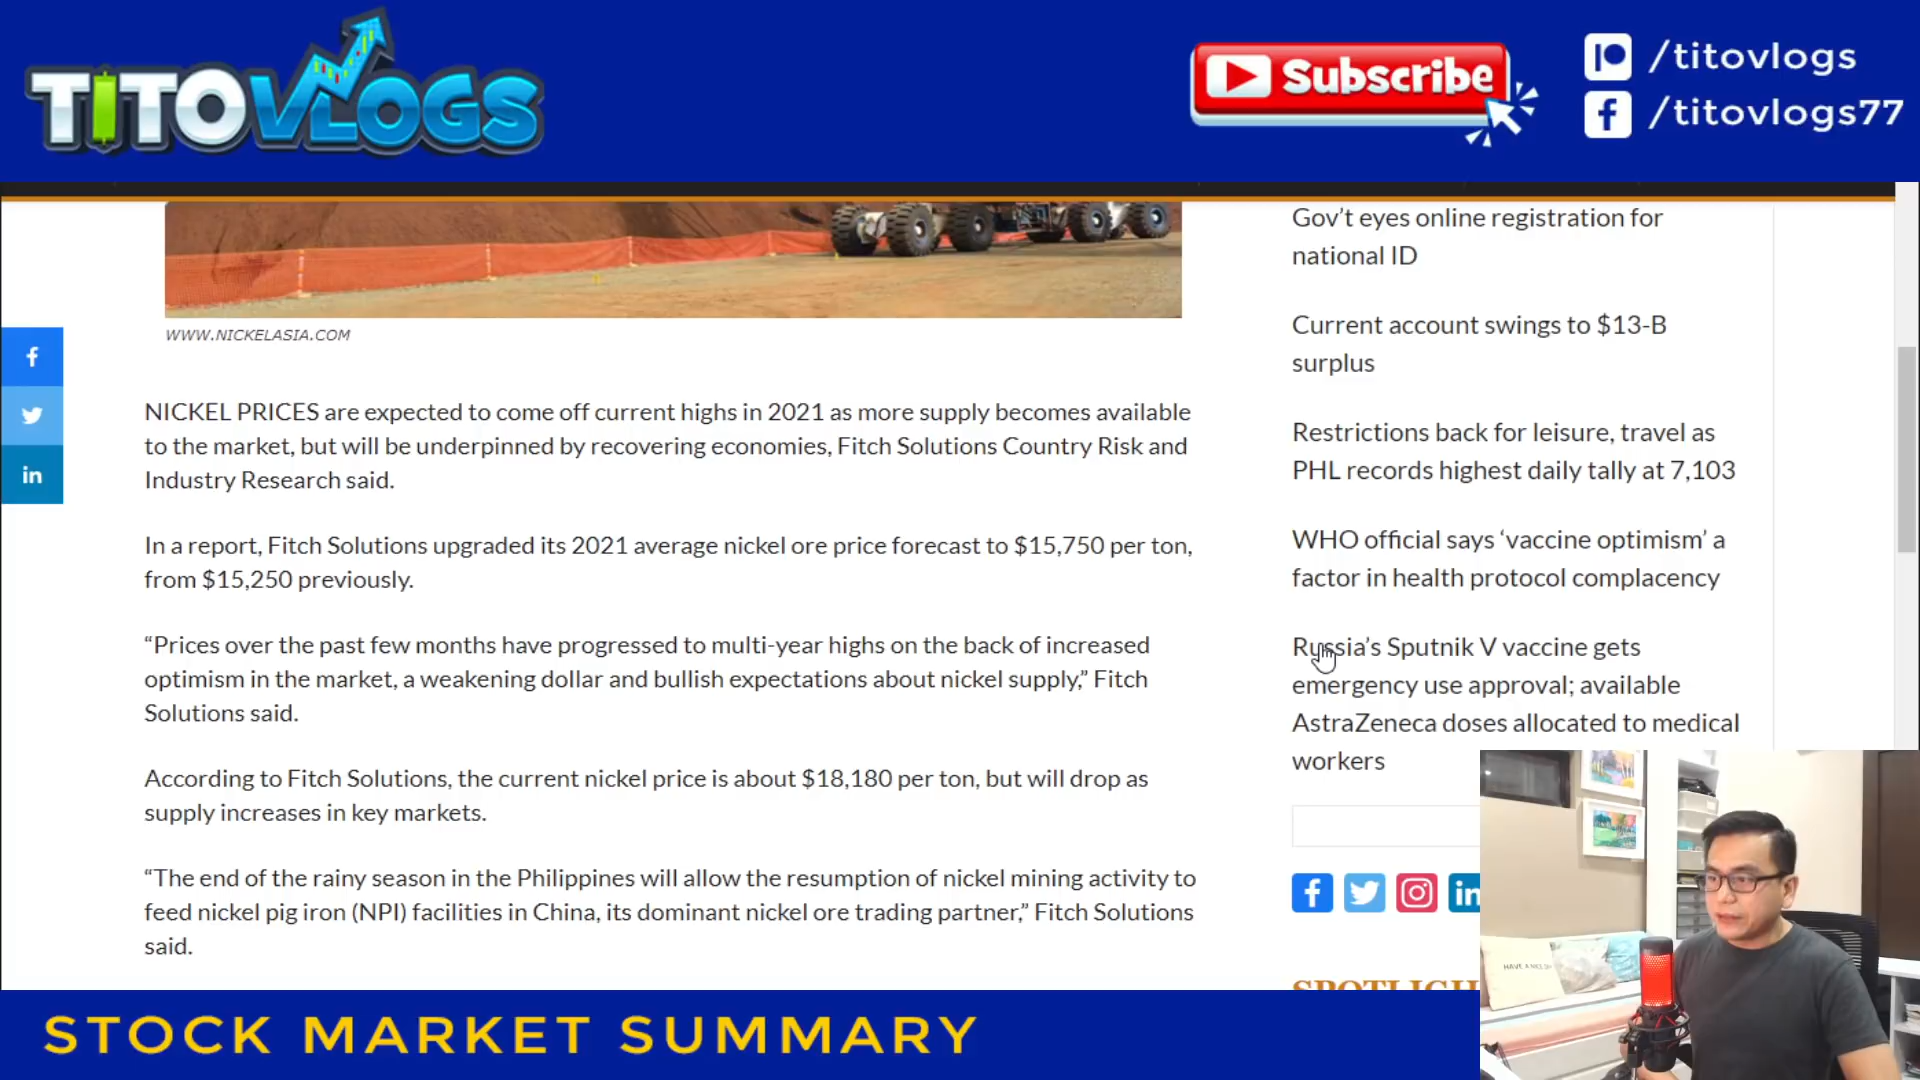 TITOVLOGS
Subscribe
/titovlogs
/titovlogs77
WWW.NICKELASIA.COM
NICKEL PRICES are expected to come off current highs in 2021 as more supply becomes available
to the market, but will be underpinned by recovering economies, Fitch Solutions Country Risk and
Industry Research said.
In a report, Fitch Solutions upgraded its 2021 average nickel ore price forecast to $15,750 per ton,
from $15,250 previously.
“Prices over the past few months have progressed to multi-year highs on the back of increased
optimism in the market, a weakening dollar and bullish expectations about nickel supply,” Fitch
Solutions said.
According to Fitch Solutions, the current nickel price is about $18,180 per ton, but will drop as
supply increases in key markets.
“The end of the rainy season in the Philippines will allow the resumption of nickel mining activity to
feed nickel pig iron (NPI) facilities in China, its dominant nickel ore trading partner,” Fitch Solutions
said.
Gov’t eyes online registration for
national ID
Current account swings to $13-B
surplus
Restrictions back for leisure, travel as
PHL records highest daily tally at 7,103
WHO official says ‘vaccine optimism’ a
factor in health protocol complacency
Russia’s Sputnik V vaccine gets
emergency use approval; available
AstraZeneca doses allocated to medical
workers
STOCK MARKET SUMMARY